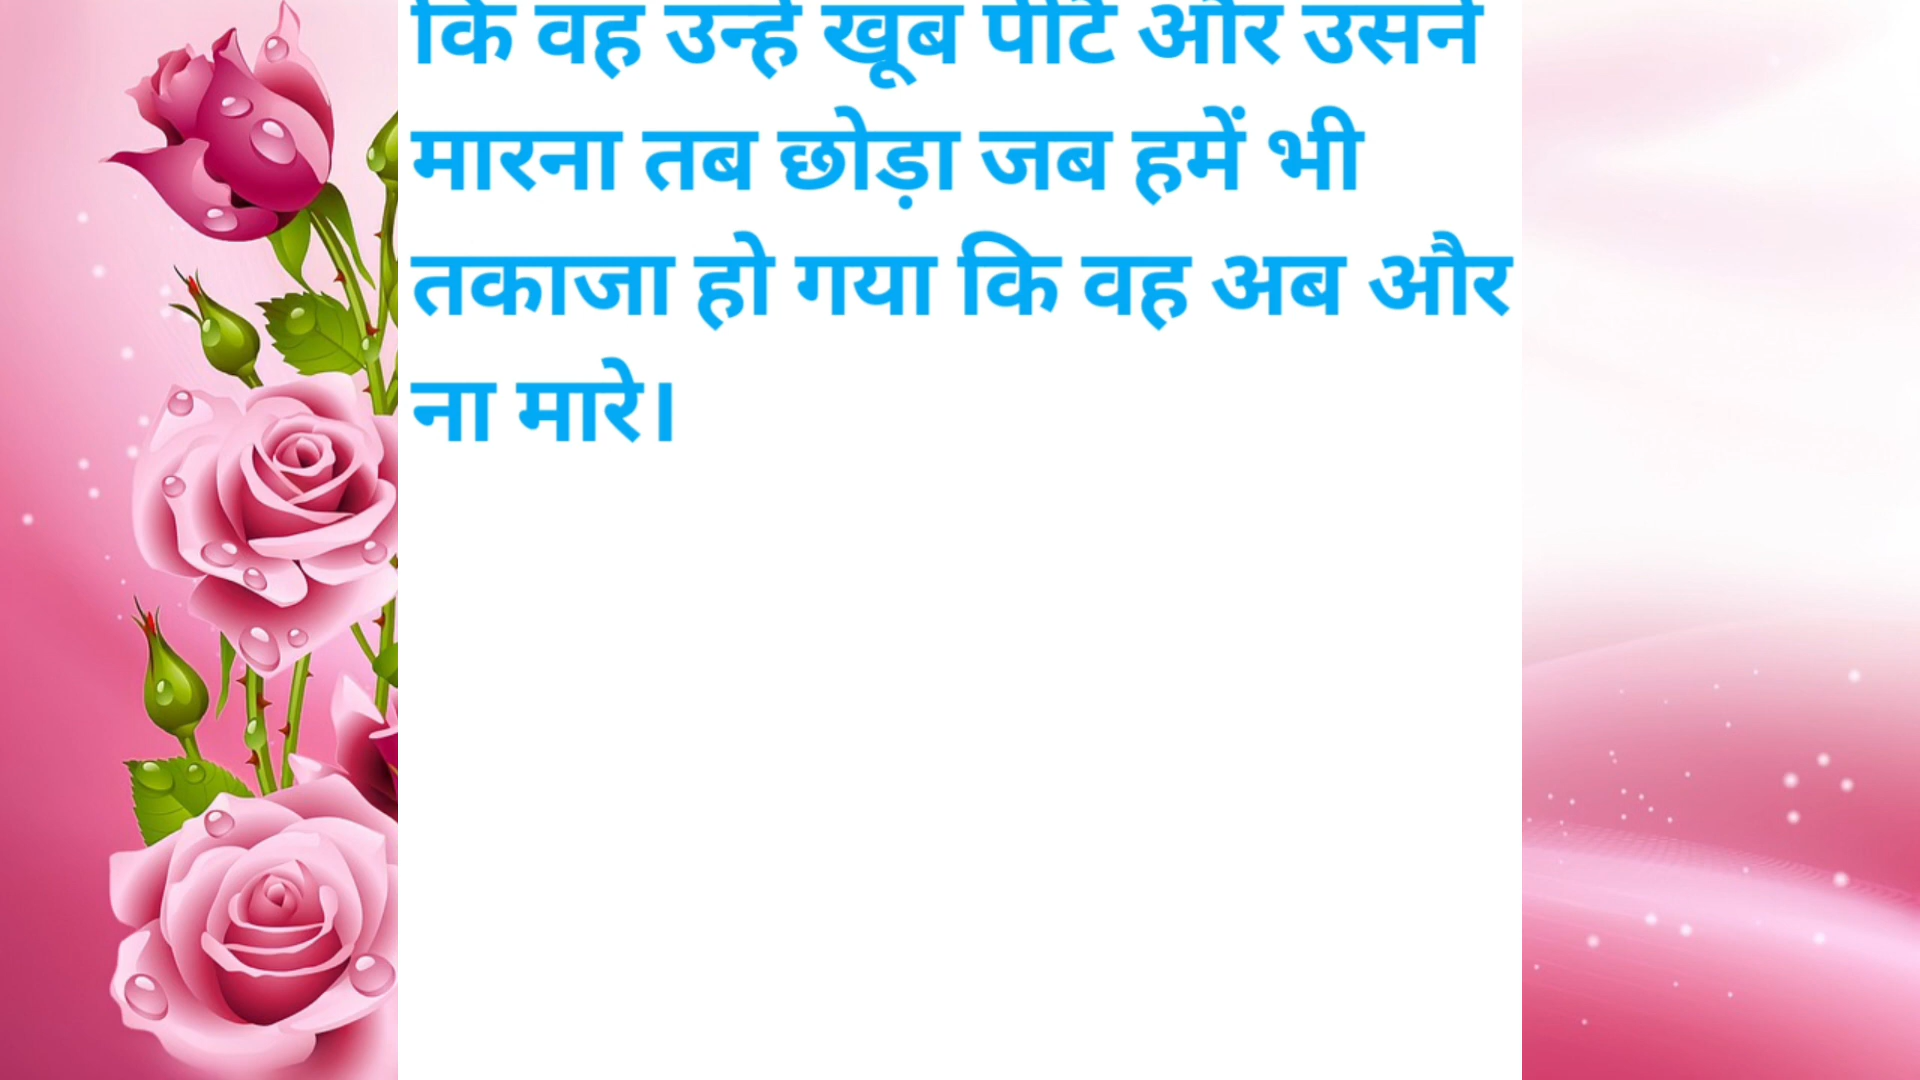 कि वह उन्हें खूब पीटे और उसने
मारना तब छोड़ा जब हमें भी
तकाजा हो गया कि वह अब और
ना मारे।